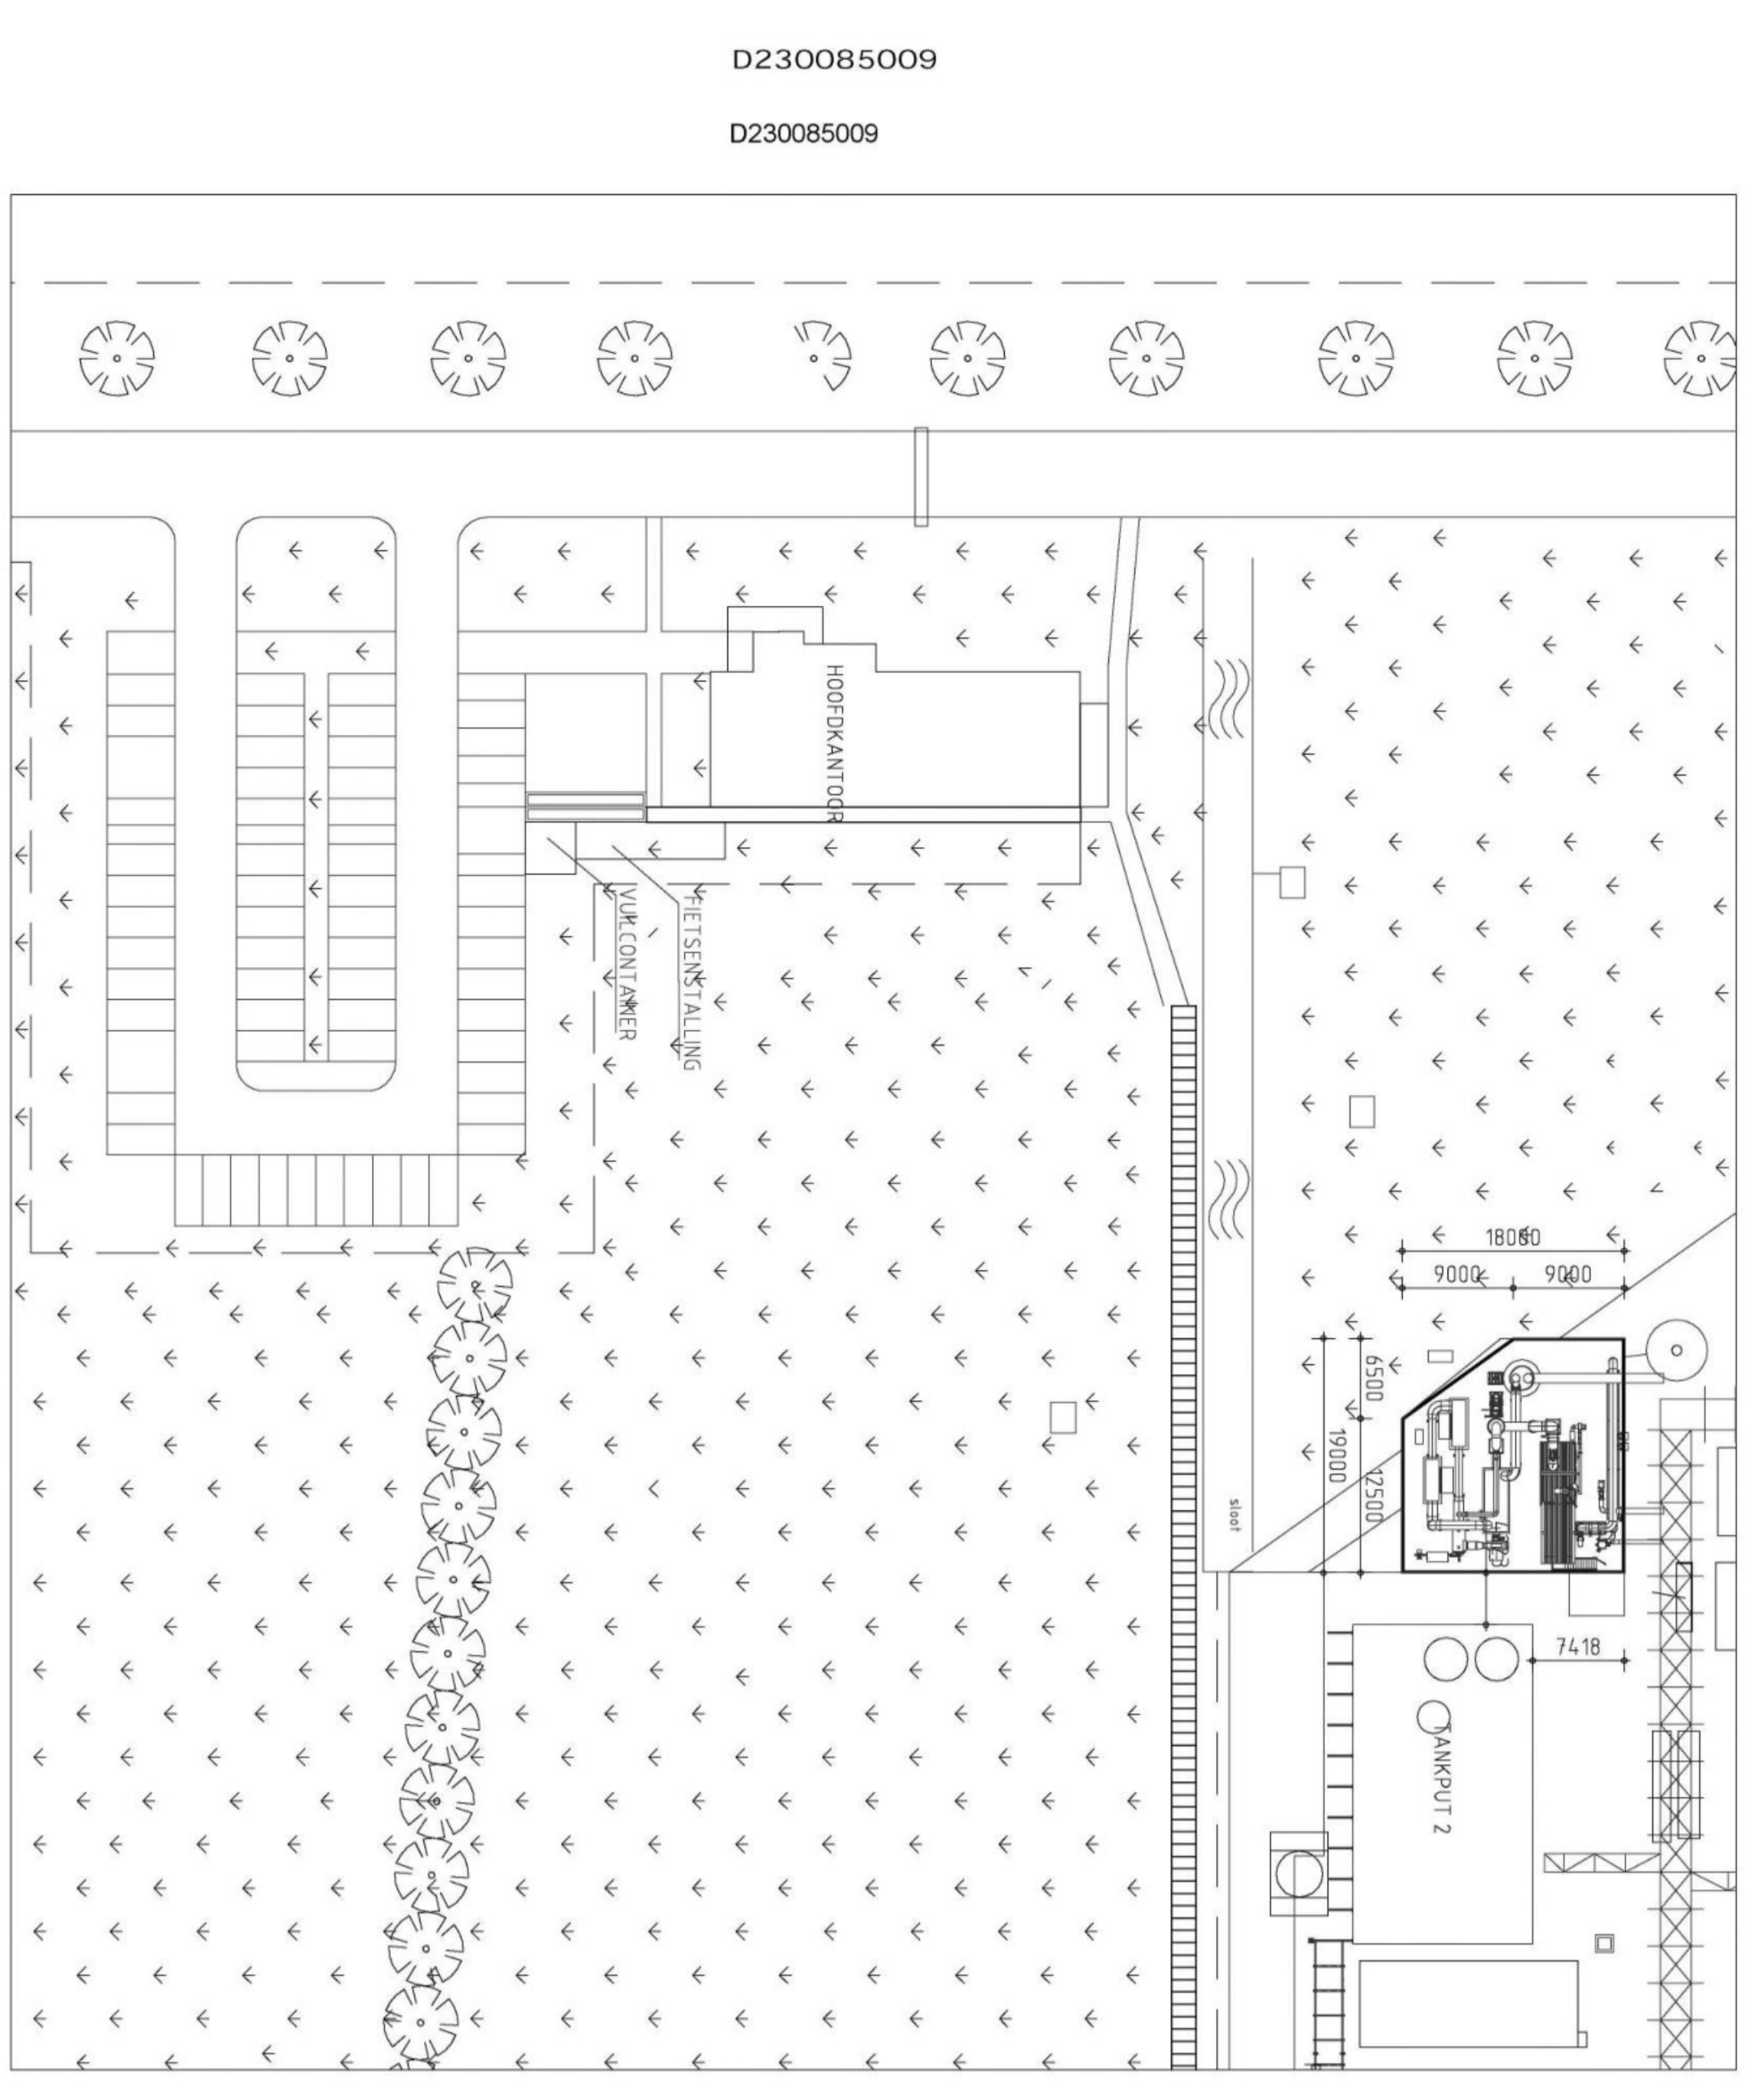 D230085009
D230085009
HOOFDKANTOOR
VUILCONTAINER
FIETSENSTALLING
18000
9000
9000
6500
19000
12500
sloot
7418
TANKPUT 2